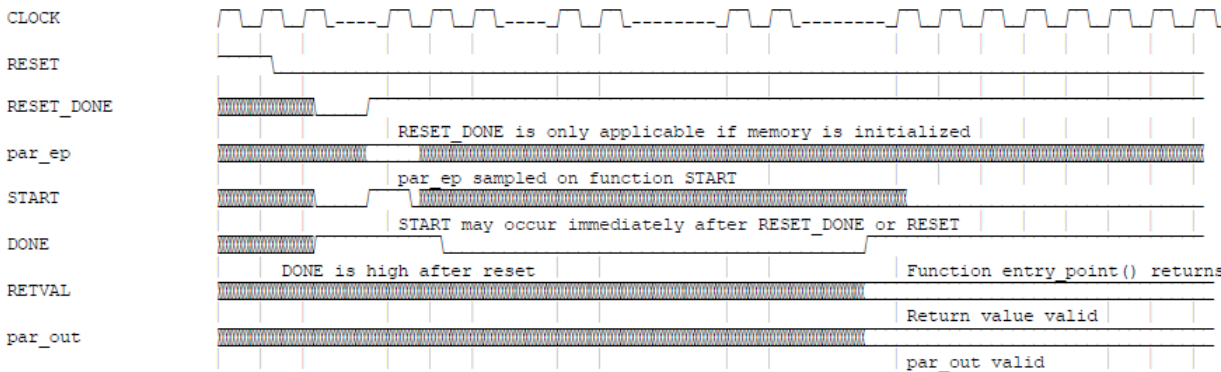 CLOCK
RESET
RESET_DONE
RESET_DONE is only applicable if memory is initialized
par_ep
par_ep sampled on function START
START
START may occur immediately after RESET_DONE or RESET
DONE
DONE is high after reset Function entry_point() returns
RETVAL
Return value valid
par_out
par_out valid